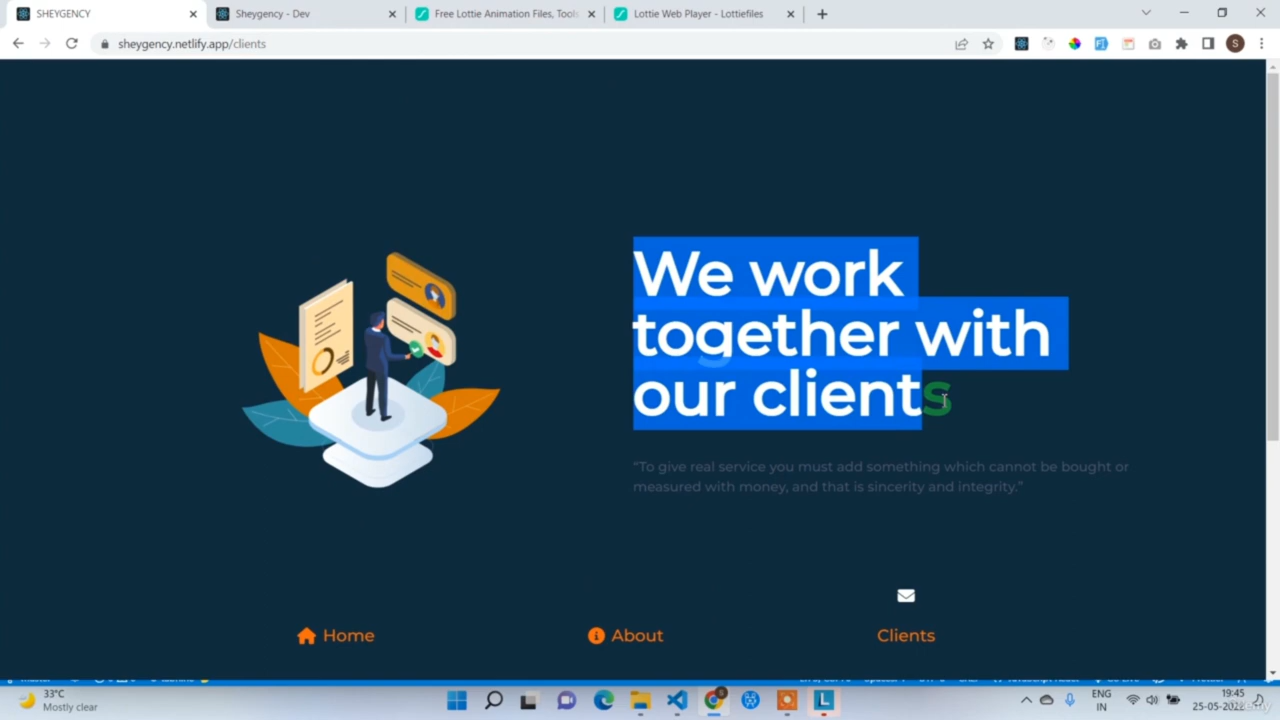 SHEYGENCY
Sheygency - Dev
Free Lottie Animation Files, Tools
Lottie Web Player - Lottiefiles
sheygency.netlify.app/clients
We work
together with
our clients
“To give real service you must add something which cannot be bought or
measured with money, and that is sincerity and integrity.”
Home
About
Clients
33°C
Mostly clear
ENG
IN
19:45
25-05-2022